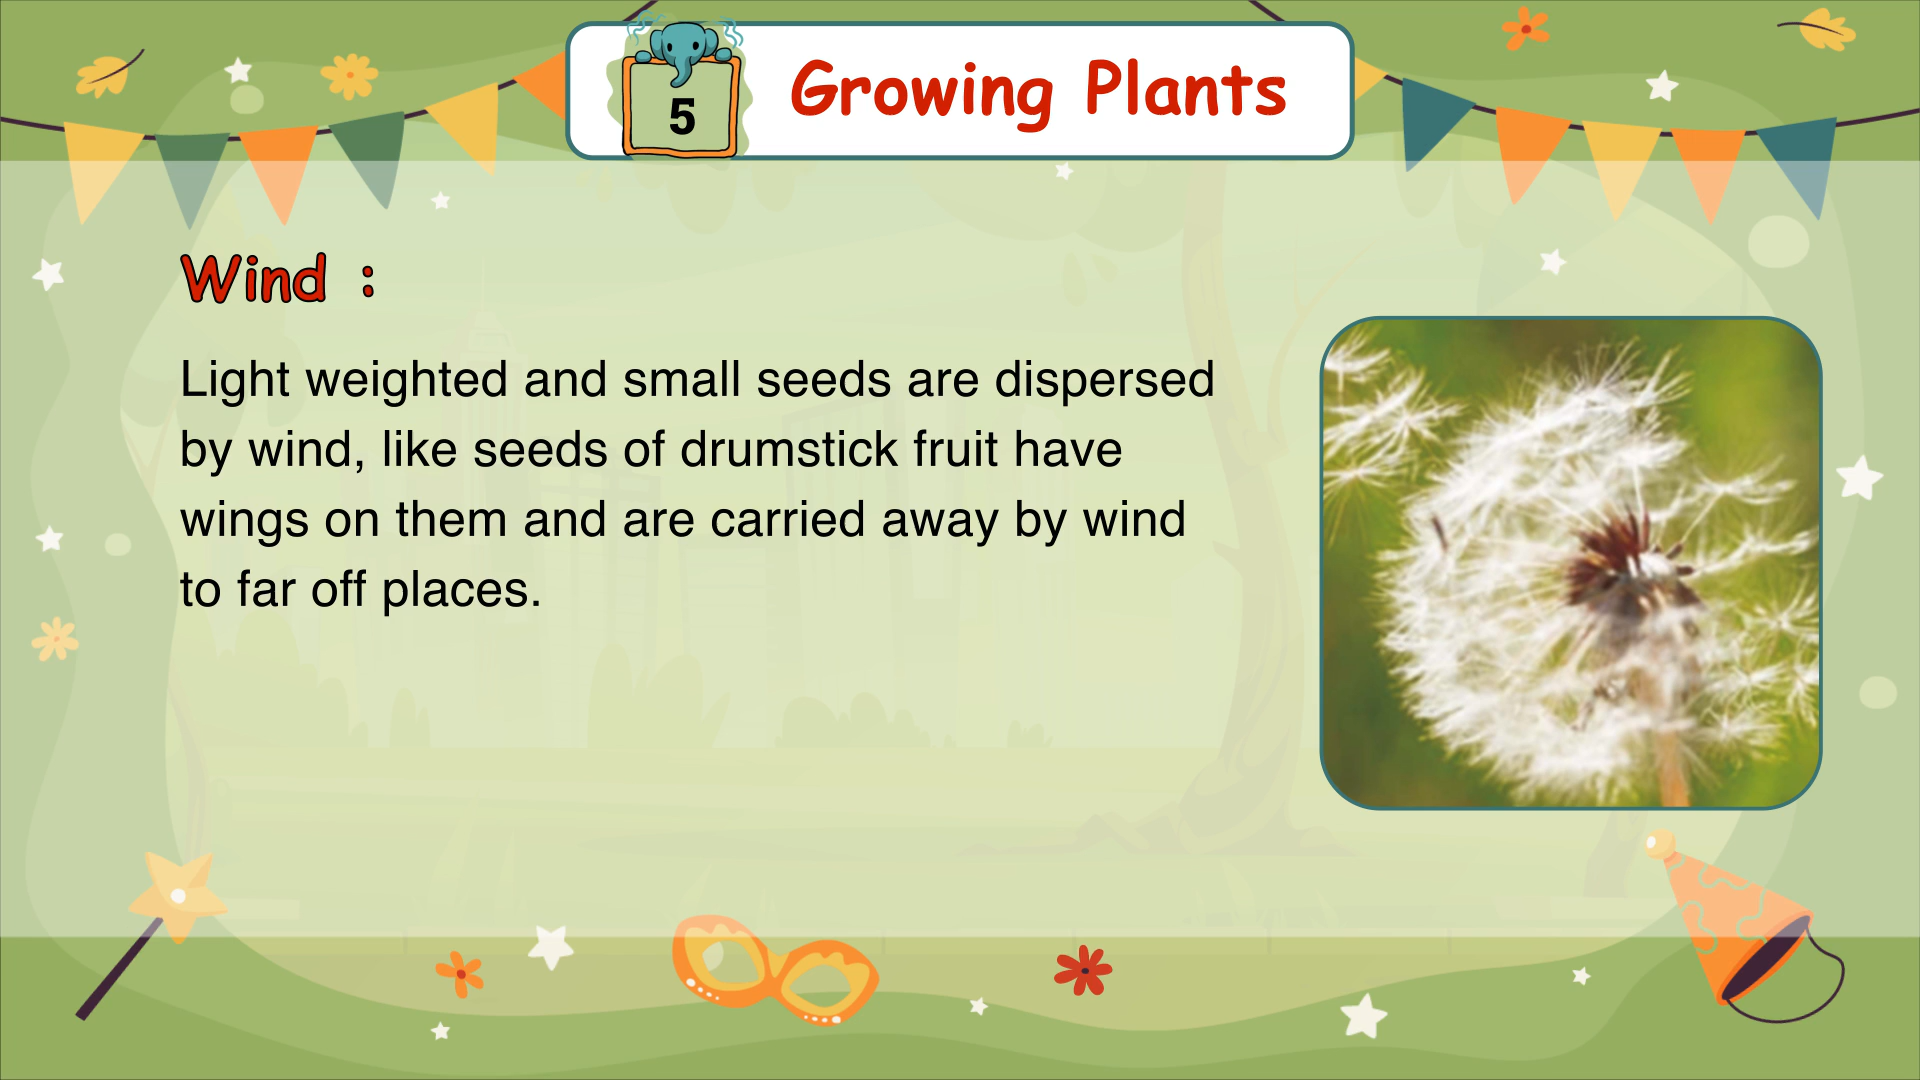 5
Growing Plants
Wind :
Light weighted and small seeds are dispersed
by wind, like seeds of drumstick fruit have
wings on them and are carried away by wind
to far off places.